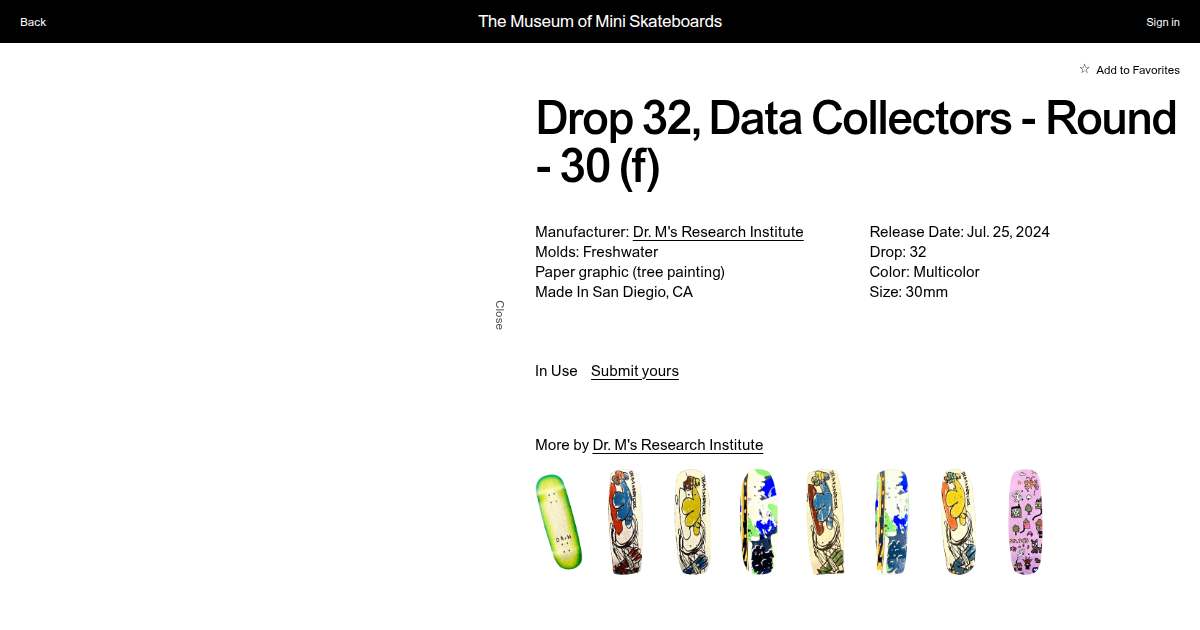 Back
The Museum of Mini Skateboards
Sign in
☆ Add to Favorites
Drop 32, Data Collectors - Round
- 30 (f)
Manufacturer: Dr. M's Research Institute
Molds: Freshwater
Paper graphic (tree painting)
Made In San Diegio, CA
Release Date: Jul. 25, 2024
Drop: 32
Color: Multicolor
Size: 30mm
Close
In Use Submit yours
More by Dr. M's Research Institute